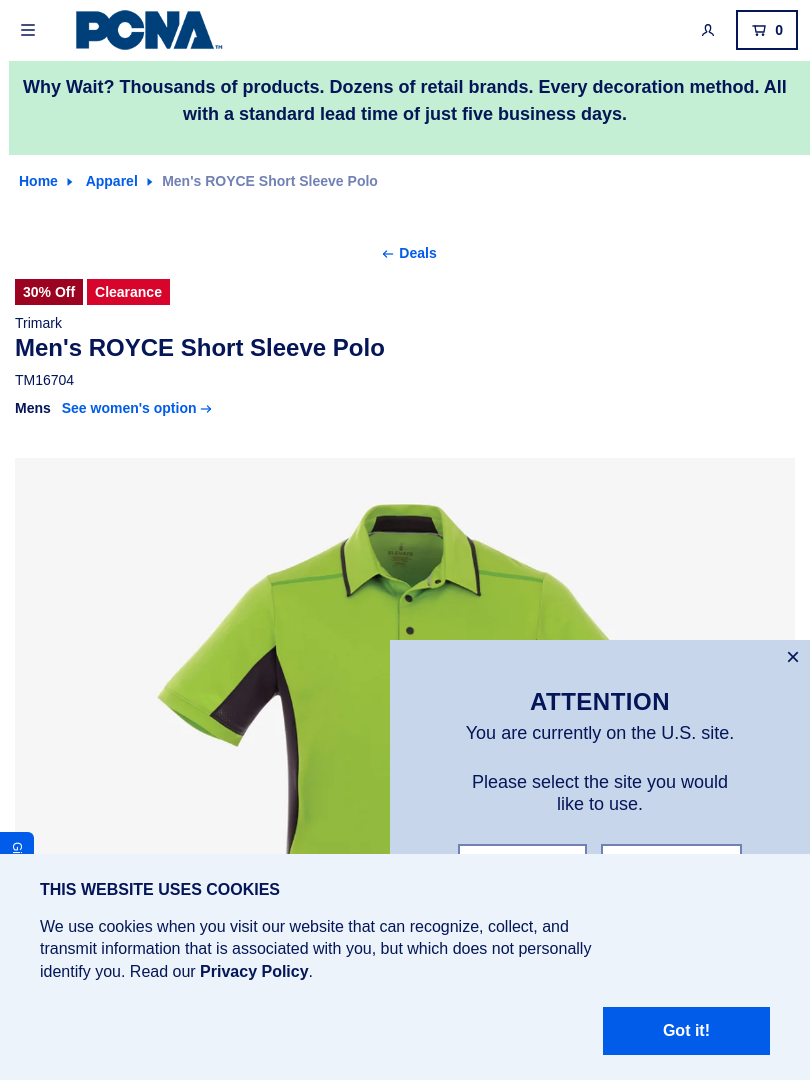 PCNA™
0
Why Wait? Thousands of products. Dozens of retail brands. Every decoration method. All
with a standard lead time of just five business days.
Home
Apparel
Men's ROYCE Short Sleeve Polo
Deals
30% Off
Clearance
Trimark
Men's ROYCE Short Sleeve Polo
TM16704
Mens See women's option
ELEVATE
ATTENTION
You are currently on the U.S. site.
Please select the site you would
like to use.
THIS WEBSITE USES COOKIES
We use cookies when you visit our website that can recognize, collect, and
transmit information that is associated with you, but which does not personally
identify you. Read our Privacy Policy.
Got it!